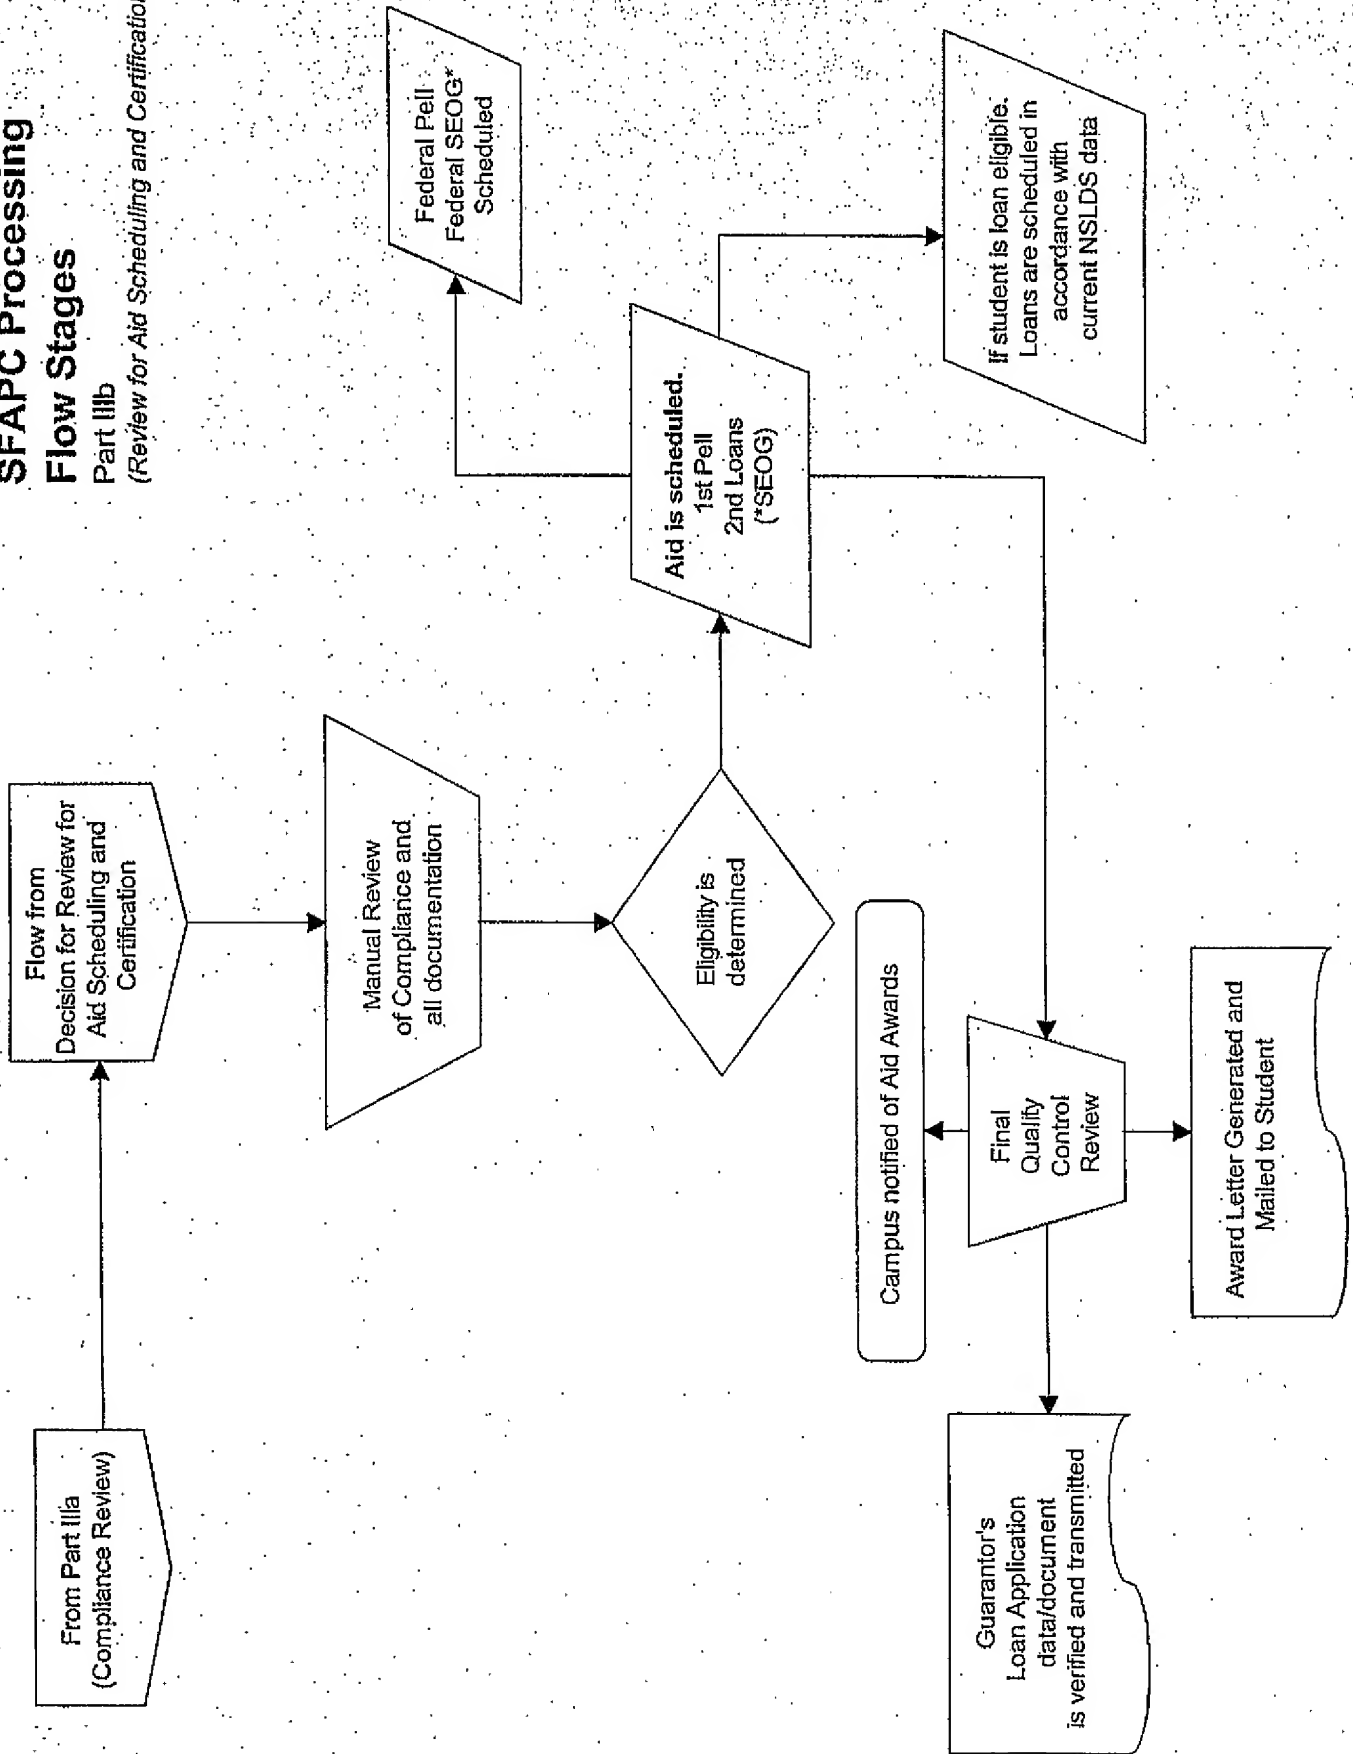 SFAPC Processing
Flow Stages
Part IIIb
(Review for Aid Scheduling and Certification
From Part IIIa
(Compliance Review)
Flow from
Decision for Review for
Aid Scheduling and
Certification
Manual Review
of Compliance and
all documentation
Eligibility is
determined
Aid is scheduled.
1st Pell
2nd Loans
(*SEOG)
Federal Pell
Federal SEOG*
Scheduled
If student is loan eligible.
Loans are scheduled in
accordance with
current NSLDS data
Campus notified of Aid Awards
Final
Quality
Control
Review
Guarantor's
Loan Application
data/document
is verified and transmitted
Award Letter Generated and
Mailed to Student